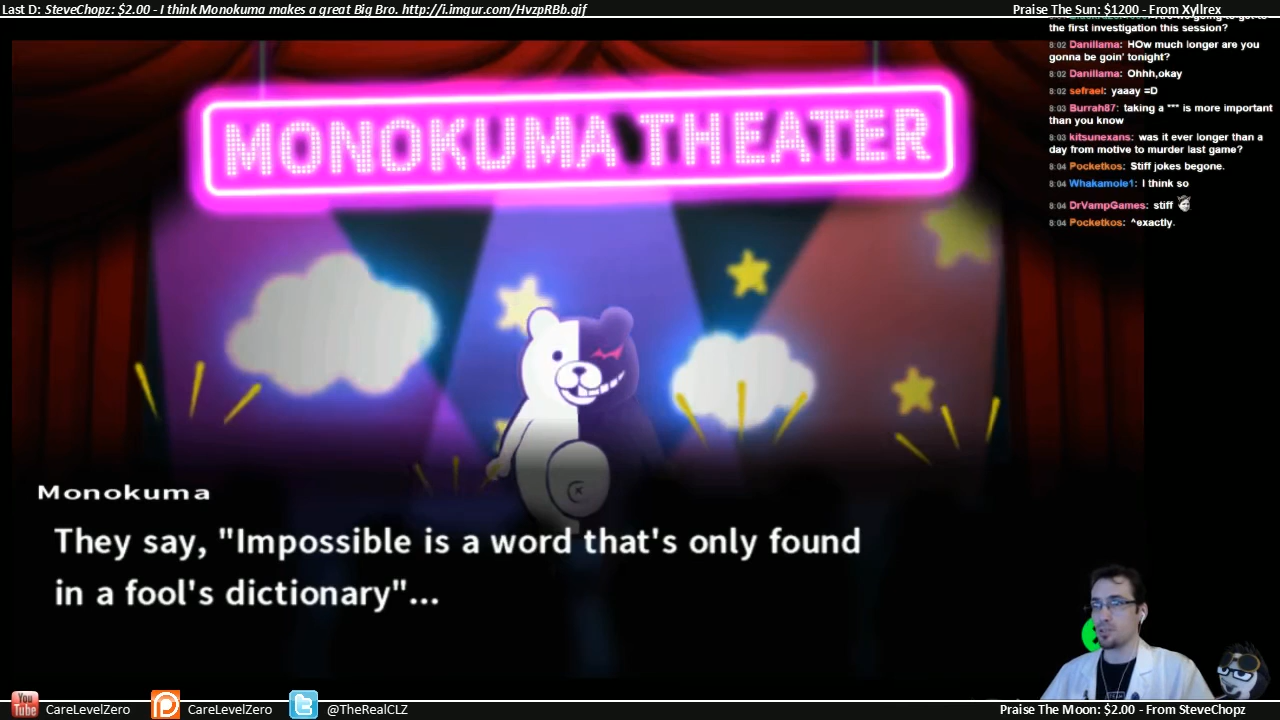 Last D: SteveChopz: $2.00 - I think Monokuma makes a great Big Bro. http://i.imgur.com/HvzpRBb.gif
Praise The Sun: $1200 - From Xyllrex
the first investigation this session?
8:02 Danillama: HOw much longer are you
gonna be goin' tonight?
8:02 Danillama: Ohhh,okay
8:02 sefraei: yaaay =D
8:03 Burrah87: taking a *** is more important
than you know
8:03 kitsunexans: was it ever longer than a
day from motive to murder last game?
8:04 Pocketkos: Stiff jokes begone.
8:04 Whakamole1: I think so
8:04 DrVampGames: stiff
8:04 Pocketkos: ^exactly.
MONOKUMA THEATER
Monokuma
They say, "Impossible is a word that's only found
in a fool's dictionary"...
You
Tube
CareLevelZero
CareLevelZero
@TheRealCLZ
Praise The Moon: $2.00 - From SteveChopz